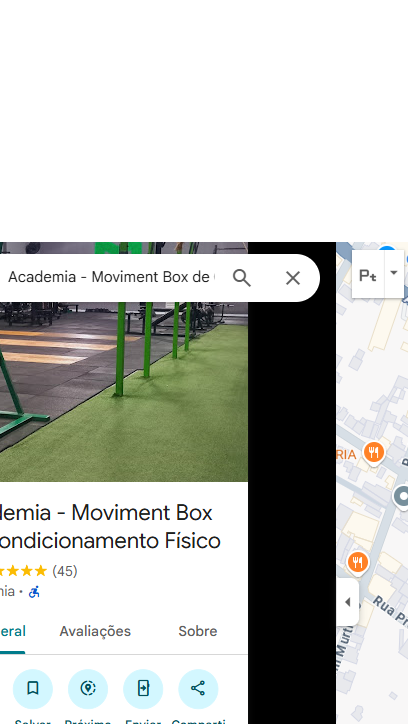 Academia - Moviment Box de
Pt
RIA
demia - Moviment Box
ondicionamento Físico
(45)
nia •
eral
Avaliações
Sobre
Rua Pr
Salvar
Próximo
Enviar
Comparti